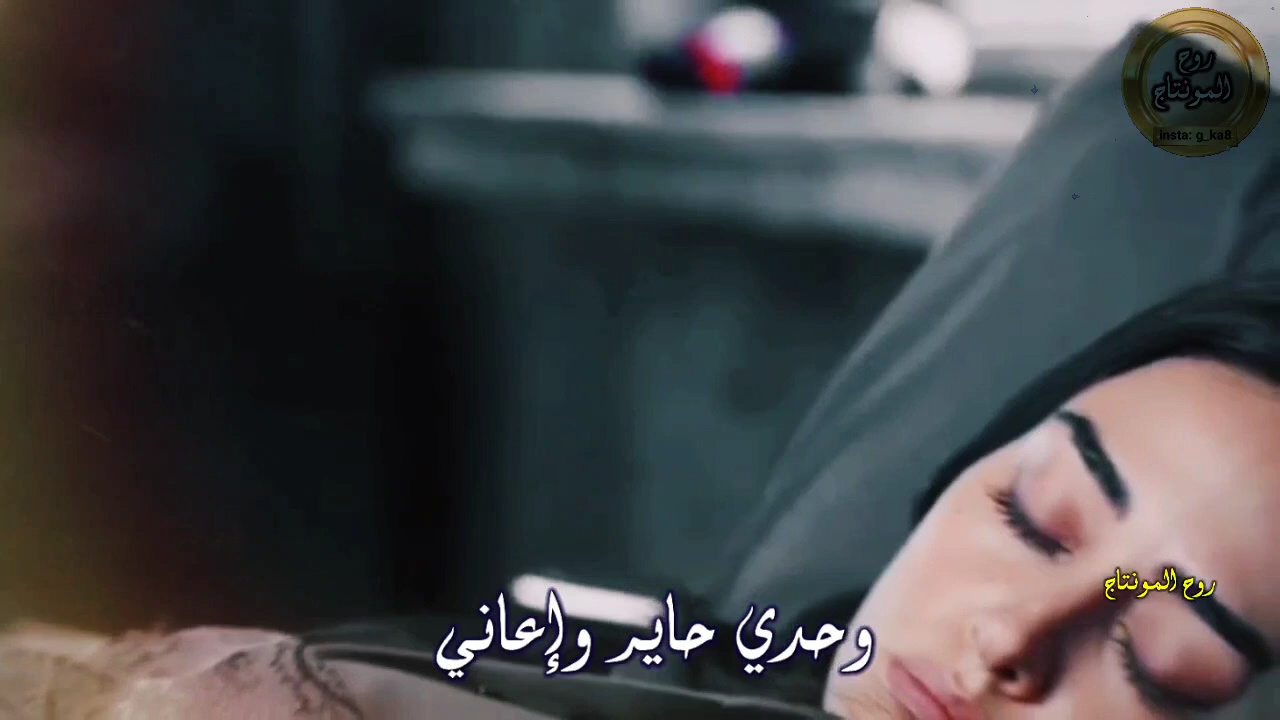 روح
المونتاج
insta: g_ka8
روح المونتاج
وحدي حاير وإعاني